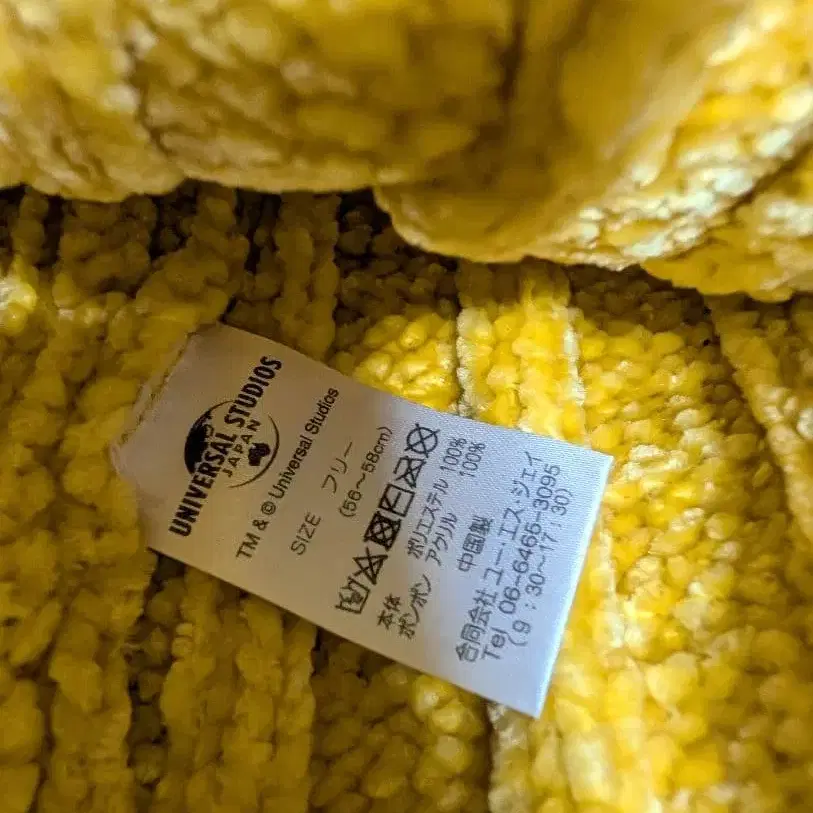 UNIVERSAL STUDIOS
JAPAN
TM & © Universal Studios
SIZE フリー
(56～58cm)
本体 ポリエステル 100%
ポンポン アクリル 100%
中国製
合同会社ユー・エス・ジェイ
Tel 06-6465-3095
(9：30～17：30)